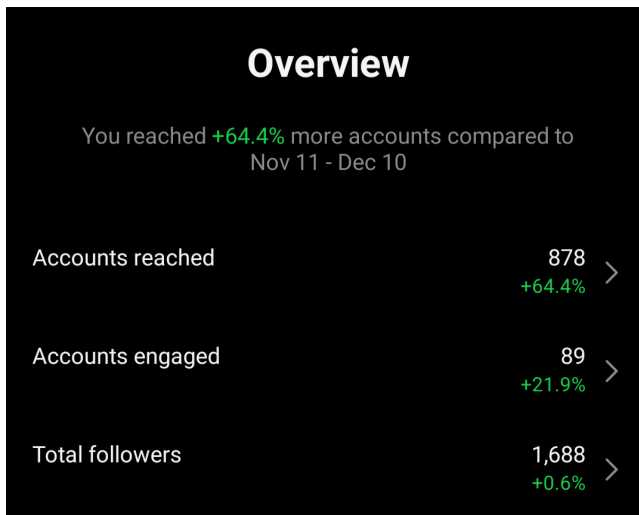 Overview
You reached +64.4% more accounts compared to
Nov 11 - Dec 10
Accounts reached 878
+64.4%
Accounts engaged 89
+21.9%
Total followers 1,688
+0.6%